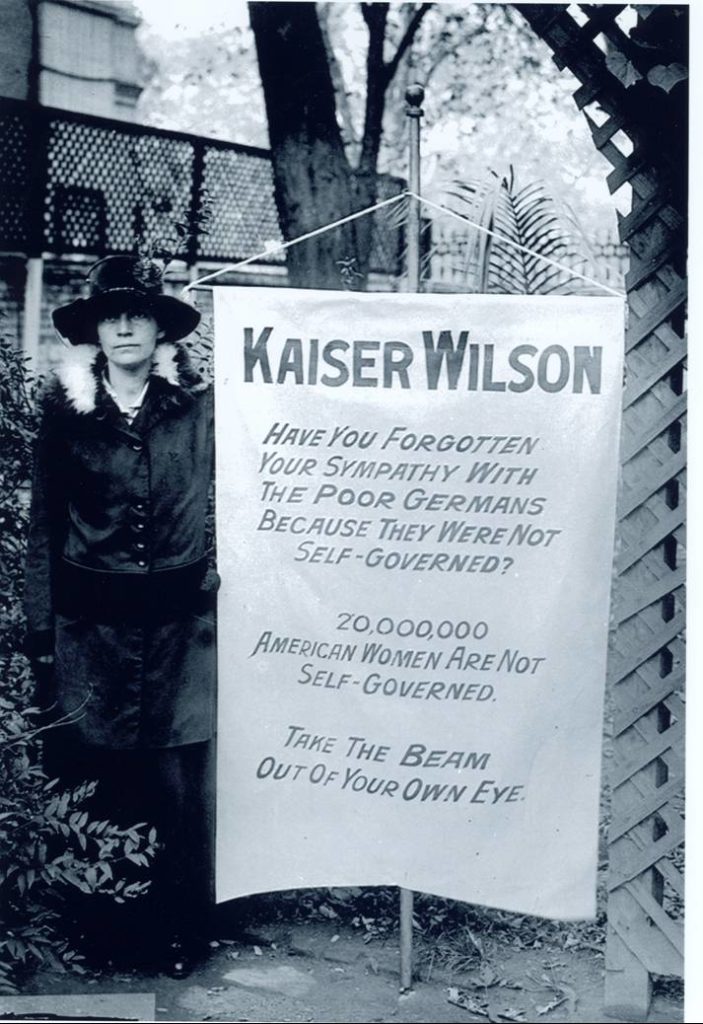 KAISER WILSON
HAVE YOU FORGOTTEN
YOUR SYMPATHY WITH
THE POOR GERMANS
BECAUSE THEY WERE NOT
SELF-GOVERNED?
20,000,000
AMERICAN WOMEN ARE NOT
SELF-GOVERNED.
TAKE THE BEAM
OUT OF YOUR OWN EYE.